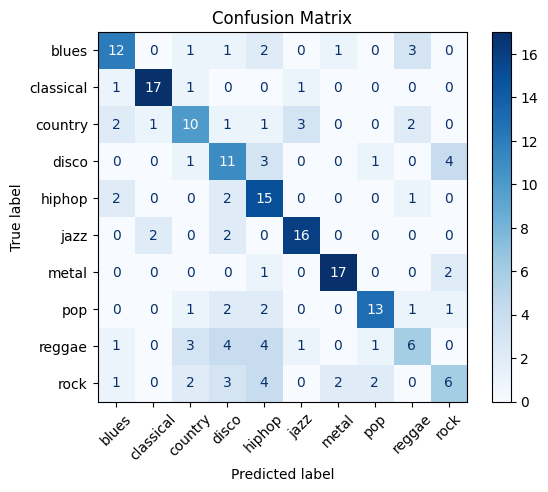 Confusion Matrix
True label
blues 12 0 1 1 2 0 1 0 3 0
classical 1 17 1 0 0 1 0 0 0 0
country 2 1 10 1 1 3 0 0 2 0
disco 0 0 1 11 3 0 0 1 0 4
hiphop 2 0 0 2 15 0 0 0 1 0
jazz 0 2 0 2 0 16 0 0 0 0
metal 0 0 0 0 1 0 17 0 0 2
pop 0 0 1 2 2 0 0 13 1 1
reggae 1 0 3 4 4 1 0 1 6 0
rock 1 0 2 3 4 0 2 2 0 6
blues classical country disco hiphop jazz metal pop reggae rock
Predicted label
16
14
12
10
8
6
4
2
0